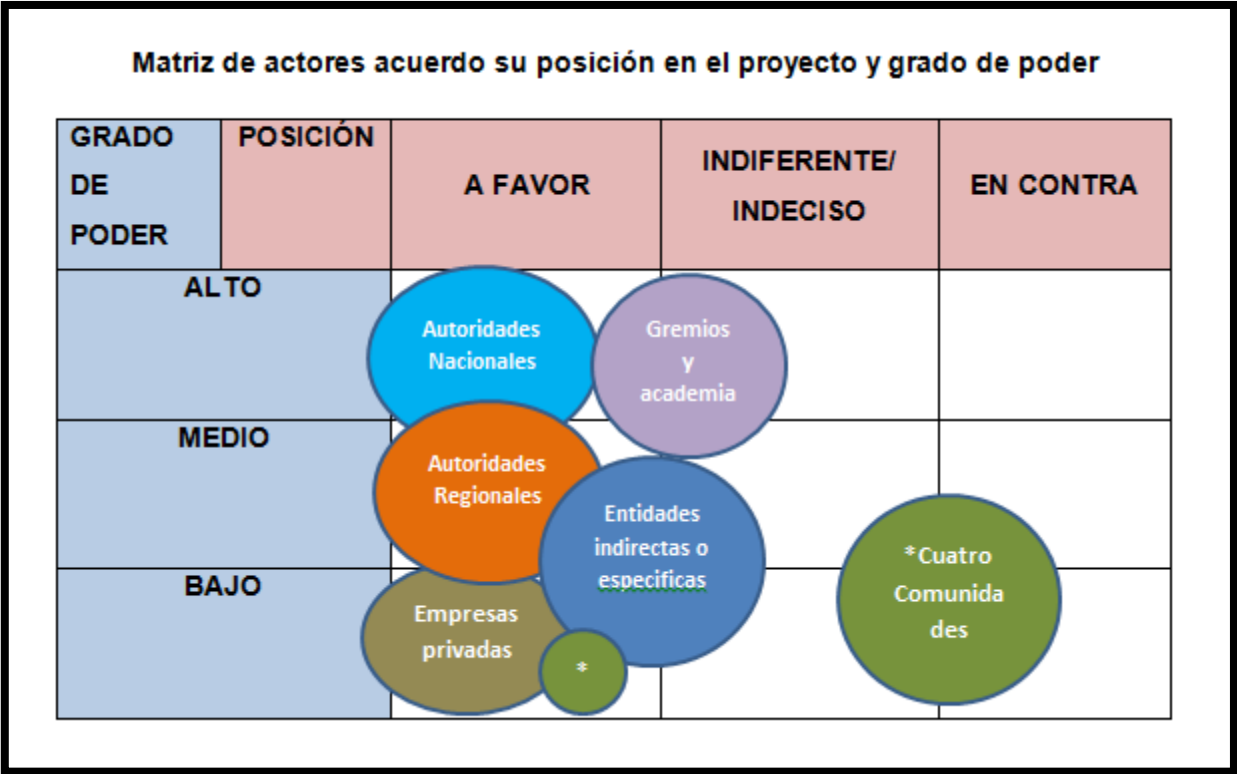 Matriz de actores acuerdo su posición en el proyecto y grado de poder
GRADO
DE
PODER
POSICIÓN
A FAVOR
INDIFERENTE/
INDECISO
EN CONTRA
ALTO
Autoridades
Nacionales
Gremios
y
academia
MEDIO
Autoridades
Regionales
Entidades
indirectas o
especificas
*Cuatro
Comunida
des
BAJO
Empresas
privadas
*